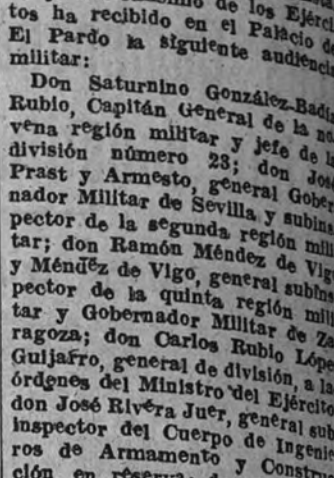 de los Ejérci
tos ha recibido en el Palacio d
El Pardo la siguiente audiencia
militar:
Don Saturnino González-Badía
Rubio, Capitán General de la no-
vena región militar y jefe de la
división número 23; don José
Prast y Armesto, general Gober
nador Militar de Sevilla y subins
pector de la segunda región mili
tar; don Ramón Méndez de Vigo
y Méndez de Vigo, general subins
pector de la quinta región mili
tar y Gobernador Militar de Za
ragoza; don Carlos Rubio Lópe
Guijarro, general de división, a la
órdenes del Ministro del Ejército
don José Rivera Juer, general sub
inspector del Cuerpo de Ingenie
ros de Armamento y Construc
ción en reserva;